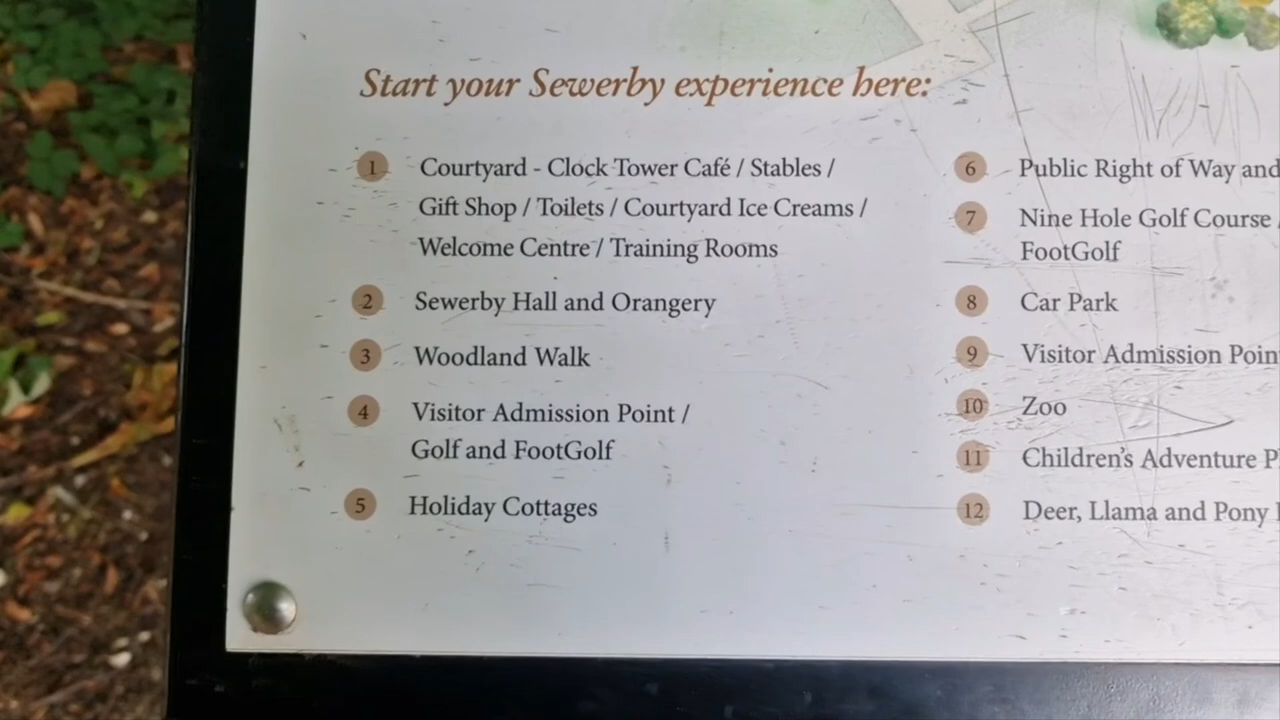 Start your Sewerby experience here:
1 Courtyard - Clock Tower Café / Stables /
Gift Shop / Toilets / Courtyard Ice Creams /
Welcome Centre / Training Rooms
2 Sewerby Hall and Orangery
3 Woodland Walk
4 Visitor Admission Point /
Golf and FootGolf
5 Holiday Cottages
6 Public Right of Way and
7 Nine Hole Golf Course /
FootGolf
8 Car Park
9 Visitor Admission
10 Zoo
11 Children's Adventure
12 Deer, Llama and Pony